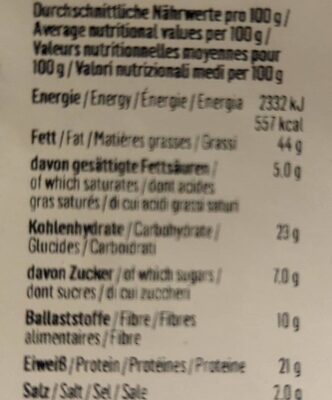 Durchschnittliche Nährwerte pro 100 g /
Average nutritional values per 100 g /
Valeurs nutritionnelles moyennes pour
100 g / Valori nutrizionali medi per 100 g
Energie / Energy / Énergie / Energia 2332 kJ
557 kcal
Fett / Fat / Matières grasses / Grassi 44 g
davon gesättigte Fettsäuren / 5.0 g
of which saturates / dont acides
gras saturés / di cui acidi grassi saturi
Kohlenhydrate / Carbohydrate / 23 g
Glucides / Carboidrati
davon Zucker / of which sugars / 7.0 g
dont sucres / di cui zuccheri
Ballaststoffe / Fibre / Fibres 10 g
alimentaires / Fibre
Eiweiß / Protein / Protéines / Proteine 21 g
Salz / Salt / Sel / Sale 2.0 g